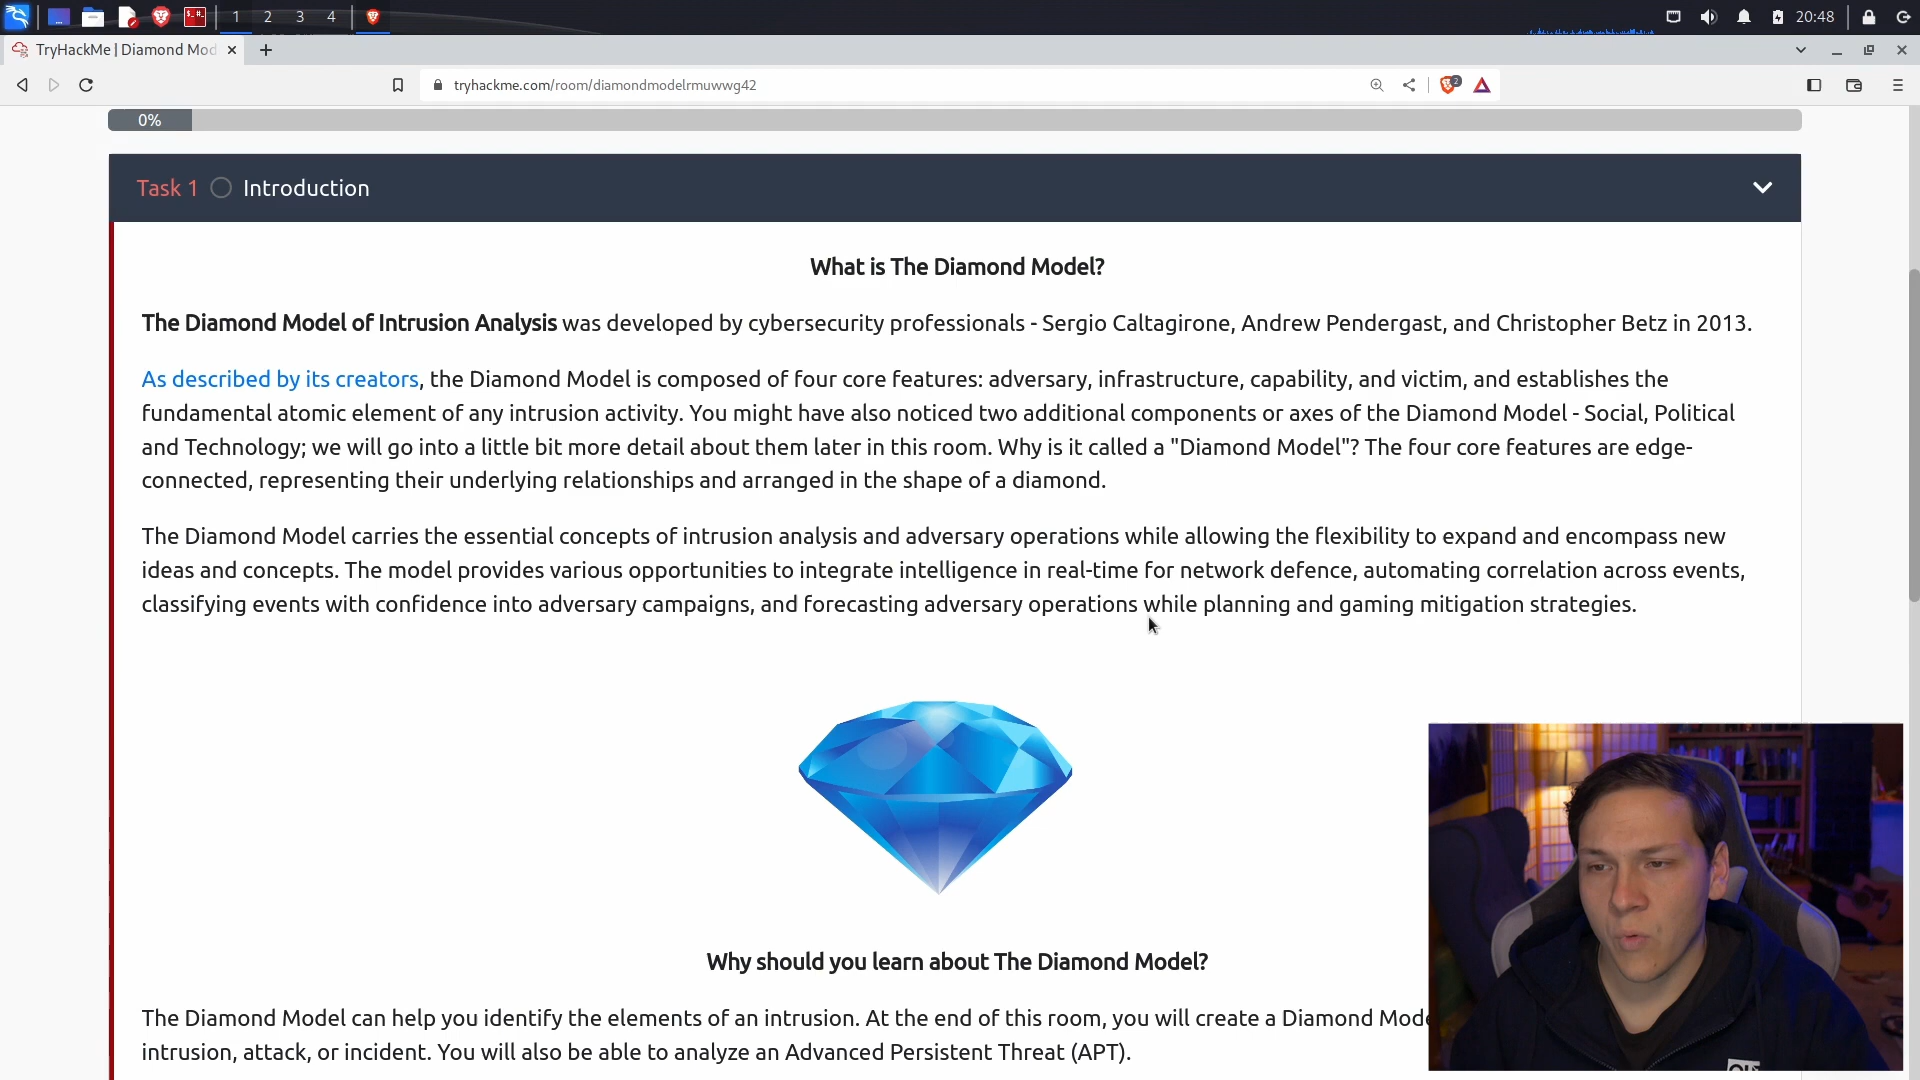 1 2 3 4
20:48
TryHackMe | Diamond Mod
tryhackme.com/room/diamondmodelrmuwwg42
2
0%
Task 1 Introduction
What is The Diamond Model?
The Diamond Model of Intrusion Analysis was developed by cybersecurity professionals - Sergio Caltagirone, Andrew Pendergast, and Christopher Betz in 2013.
As described by its creators, the Diamond Model is composed of four core features: adversary, infrastructure, capability, and victim, and establishes the
fundamental atomic element of any intrusion activity. You might have also noticed two additional components or axes of the Diamond Model - Social, Political
and Technology; we will go into a little bit more detail about them later in this room. Why is it called a "Diamond Model"? The four core features are edge-
connected, representing their underlying relationships and arranged in the shape of a diamond.
The Diamond Model carries the essential concepts of intrusion analysis and adversary operations while allowing the flexibility to expand and encompass new
ideas and concepts. The model provides various opportunities to integrate intelligence in real-time for network defence, automating correlation across events,
classifying events with confidence into adversary campaigns, and forecasting adversary operations while planning and gaming mitigation strategies.
Why should you learn about The Diamond Model?
The Diamond Model can help you identify the elements of an intrusion. At the end of this room, you will create a Diamond Mode
intrusion, attack, or incident. You will also be able to analyze an Advanced Persistent Threat (APT).